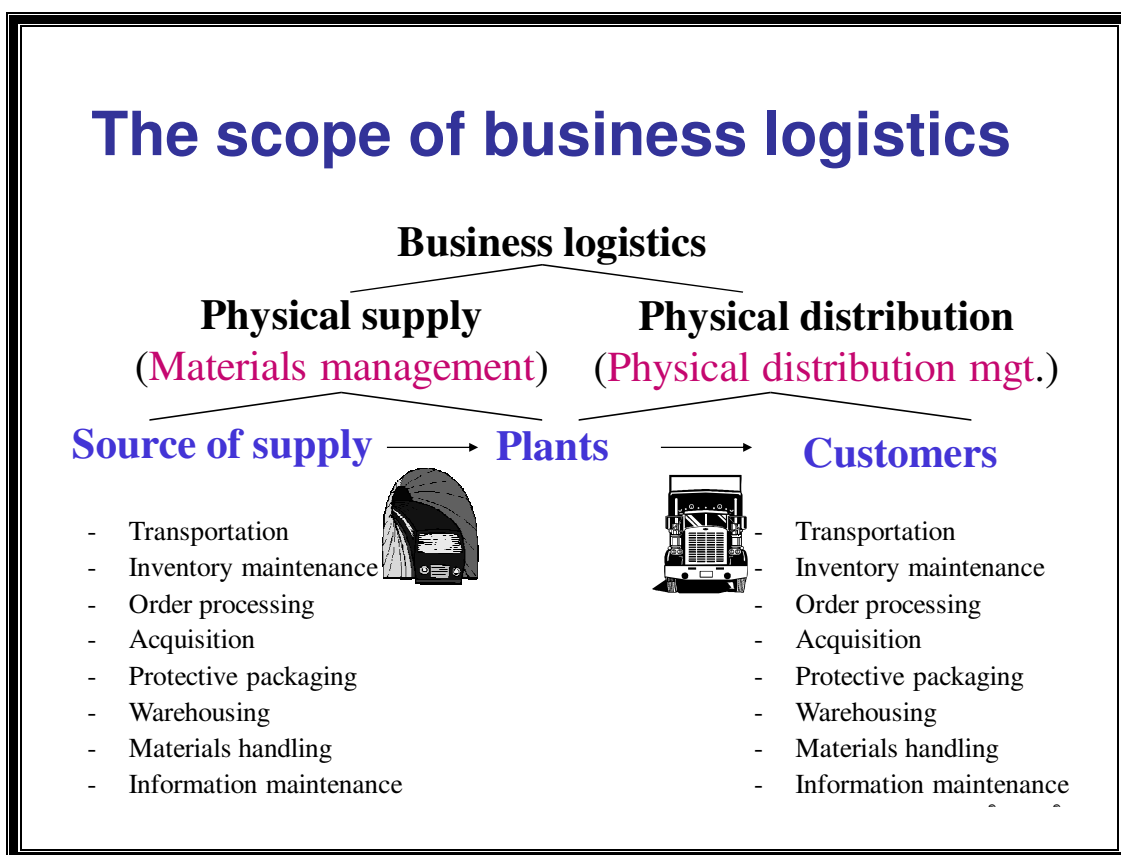 The scope of business logistics
Business logistics
Physical supply
Physical distribution
(Materials management)
(Physical distribution mgt.)
Source of supply
Plants
Customers
- Transportation
- Inventory maintenance
- Order processing
- Acquisition
- Protective packaging
- Warehousing
- Materials handling
- Information maintenance
- Transportation
- Inventory maintenance
- Order processing
- Acquisition
- Protective packaging
- Warehousing
- Materials handling
- Information maintenance